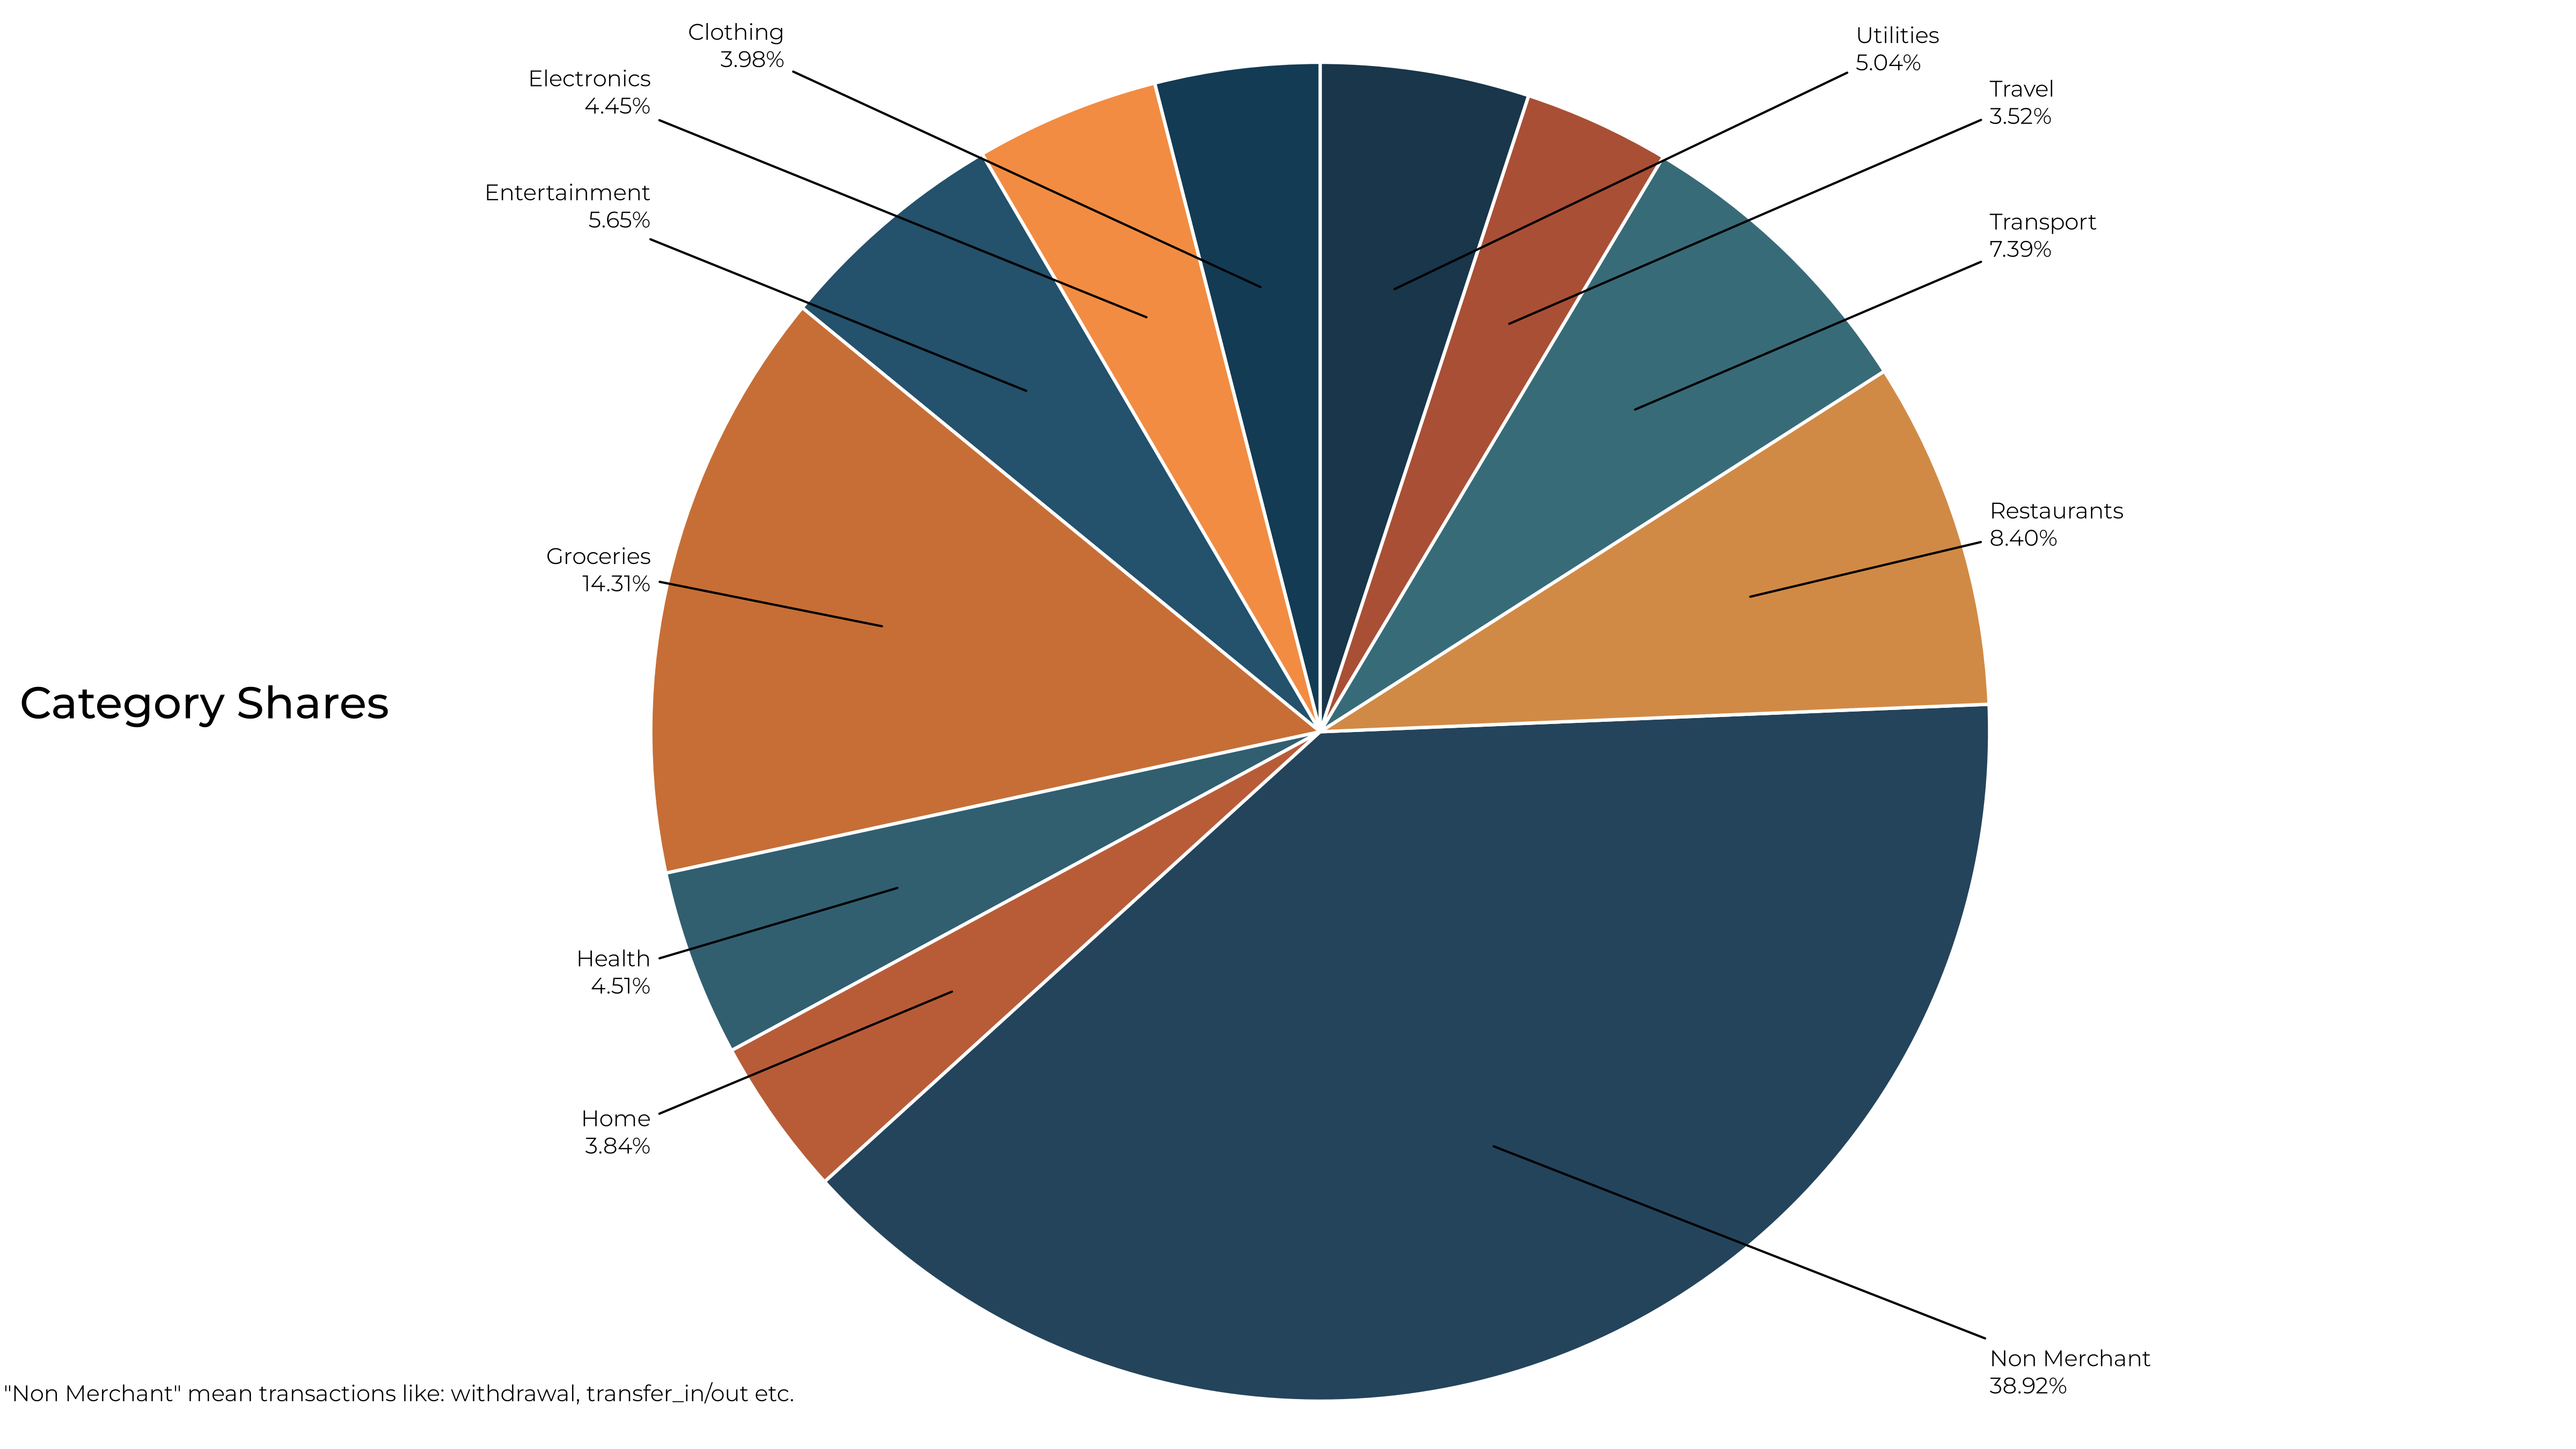 Clothing
3.98%
Utilities
5.04%
Electronics
4.45%
Travel
3.52%
Entertainment
5.65%
Transport
7.39%
Restaurants
8.40%
Groceries
14.31%
Category Shares
Health
4.51%
Home
3.84%
Non Merchant
38.92%
"Non Merchant" mean transactions like: withdrawal, transfer_in/out etc.